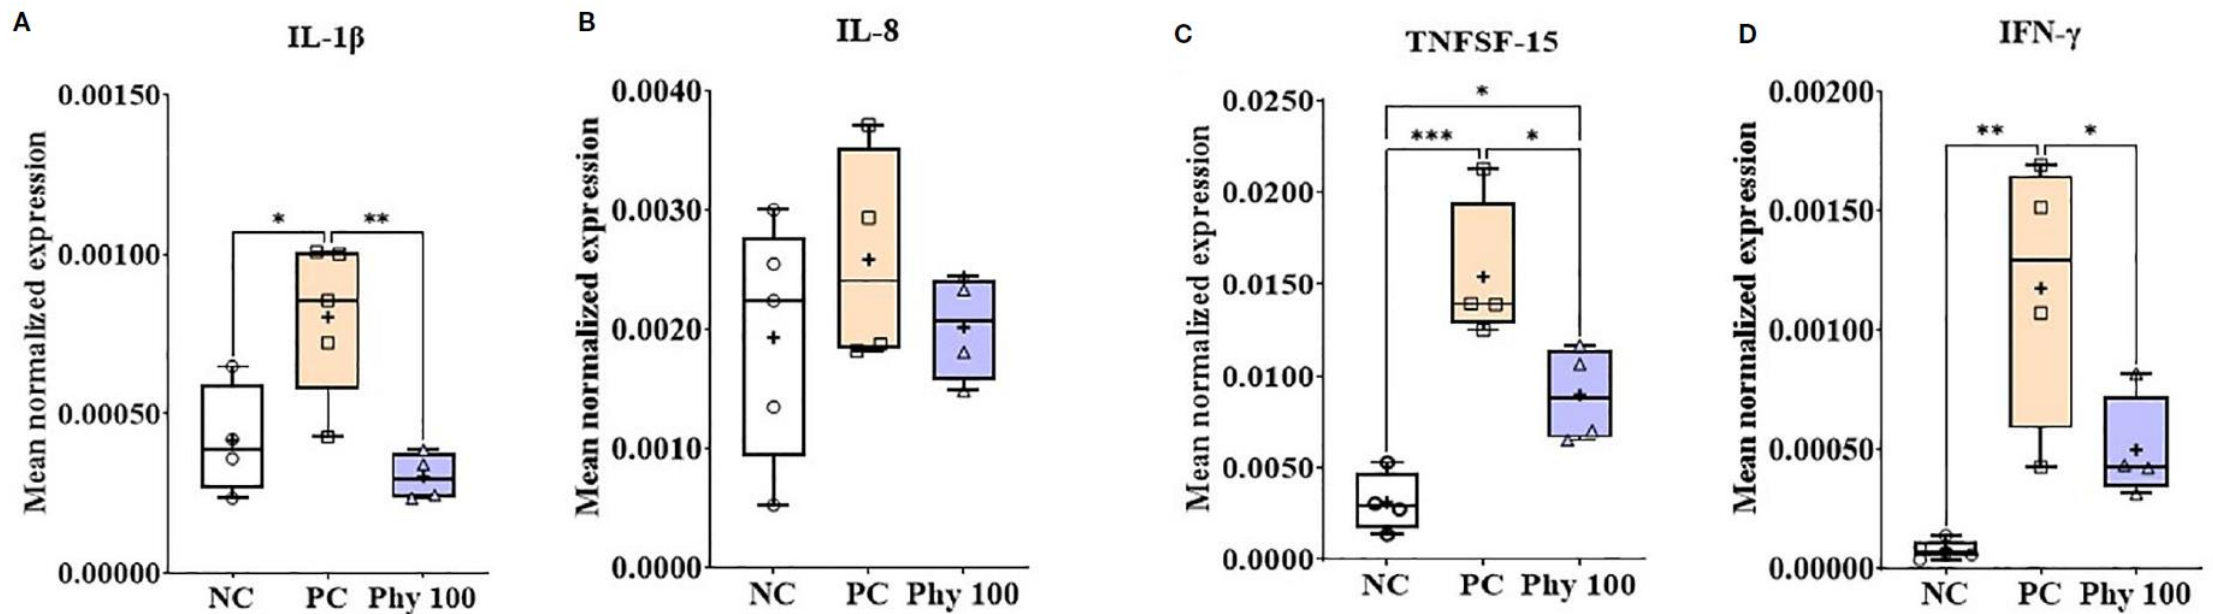 A
IL-1β
Mean normalized expression
0.00150
0.00100
0.00050
0.00000
* **
NC PC Phy 100
B
IL-8
Mean normalized expression
0.0040
0.0030
0.0020
0.0010
0.0000
NC PC Phy 100
C
TNFSF-15
Mean normalized expression
0.0250
0.0200
0.0150
0.0100
0.0050
0.0000
*
*** *
NC PC Phy 100
D
IFN-γ
Mean normalized expression
0.00200
0.00150
0.00100
0.00050
0.00000
** *
NC PC Phy 100